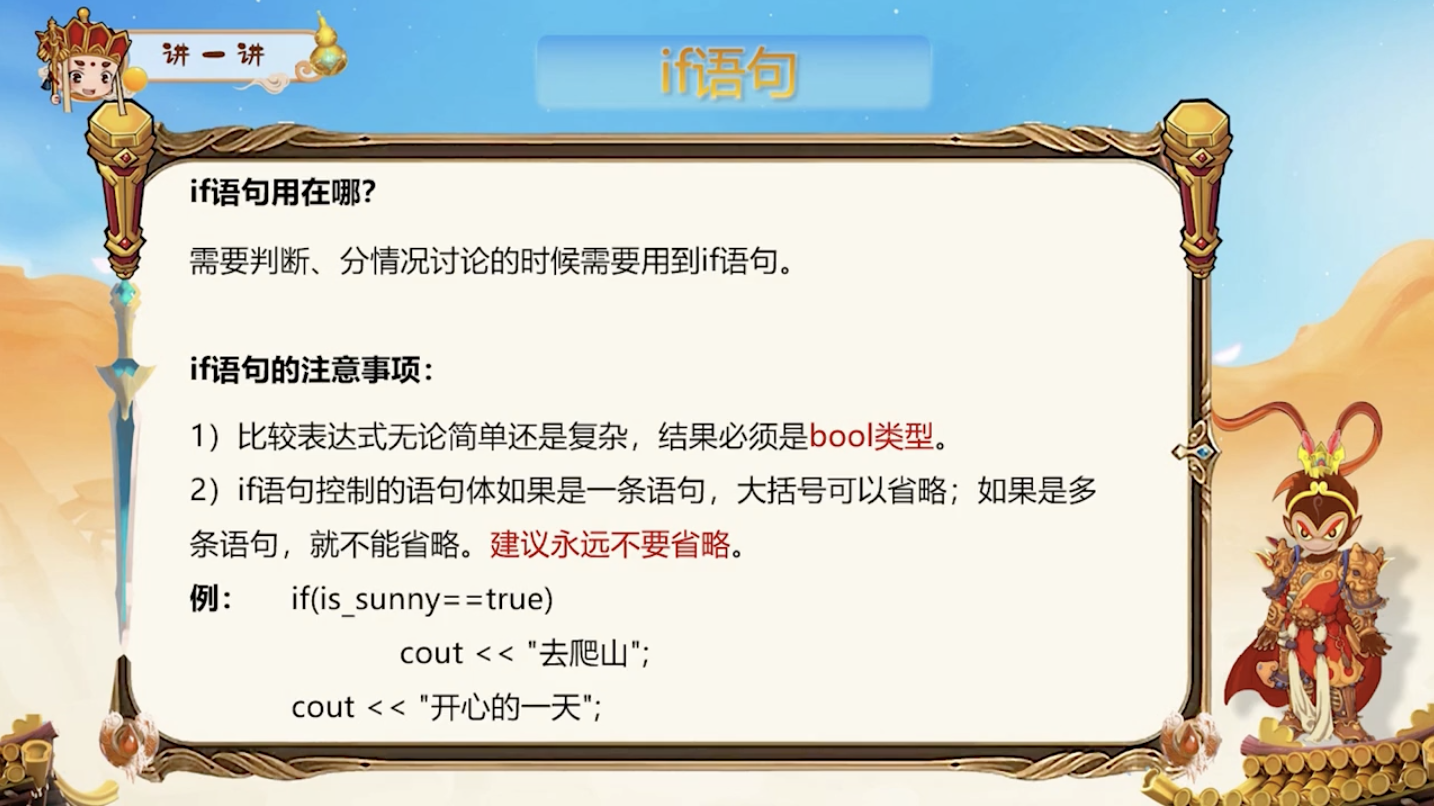 讲一讲
if语句
if语句用在哪？
需要判断、分情况讨论的时候需要用到if语句。
if语句的注意事项：
1）比较表达式无论简单还是复杂，结果必须是bool类型。
2）if语句控制的语句体如果是一条语句，大括号可以省略；如果是多
条语句，就不能省略。建议永远不要省略。
例： if(is_sunny==true)
cout << "去爬山";
cout << "开心的一天";